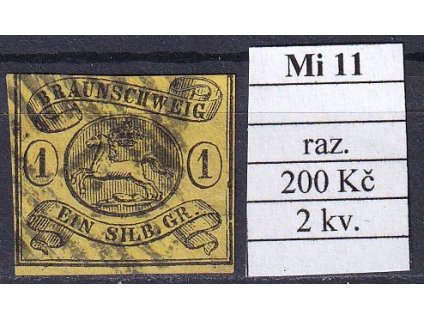 BRAUNSCHWEIG
1 1
EIN SILB. GR.
Mi 11
raz.
200 Kč
2 kv.